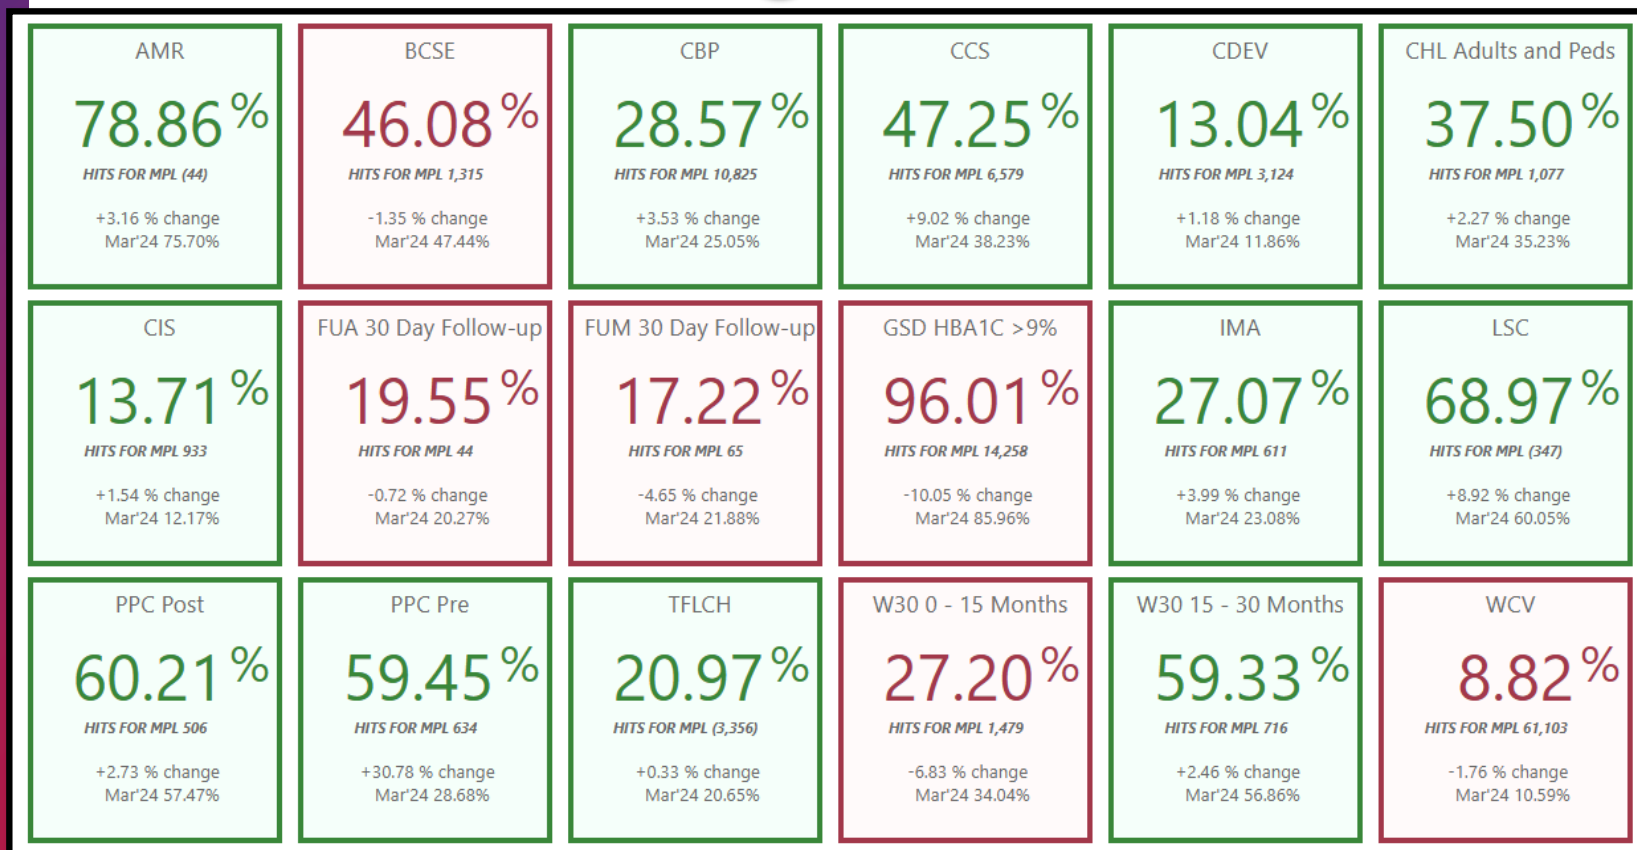 AMR
78.86%
HITS FOR MPL (44)
+3.16 % change
Mar'24 75.70%
BCSE
46.08%
HITS FOR MPL 1,315
-1.35 % change
Mar'24 47.44%
CBP
28.57%
HITS FOR MPL 10,825
+3.53 % change
Mar'24 25.05%
CCS
47.25%
HITS FOR MPL 6,579
+9.02 % change
Mar'24 38.23%
CDEV
13.04%
HITS FOR MPL 3,124
+1.18 % change
Mar'24 11.86%
CHL Adults and Peds
37.50%
HITS FOR MPL 1,077
+2.27 % change
Mar'24 35.23%
CIS
13.71%
HITS FOR MPL 933
+1.54 % change
Mar'24 12.17%
FUA 30 Day Follow-up
19.55%
HITS FOR MPL 44
-0.72 % change
Mar'24 20.27%
FUM 30 Day Follow-up
17.22%
HITS FOR MPL 65
-4.65 % change
Mar'24 21.88%
GSD HBA1C >9%
96.01%
HITS FOR MPL 14,258
-10.05 % change
Mar'24 85.96%
IMA
27.07%
HITS FOR MPL 611
+3.99 % change
Mar'24 23.08%
LSC
68.97%
HITS FOR MPL (347)
+8.92 % change
Mar'24 60.05%
PPC Post
60.21%
HITS FOR MPL 506
+2.73 % change
Mar'24 57.47%
PPC Pre
59.45%
HITS FOR MPL 634
+30.78 % change
Mar'24 28.68%
TFLCH
20.97%
HITS FOR MPL (3,356)
+0.33 % change
Mar'24 20.65%
W30 0 - 15 Months
27.20%
HITS FOR MPL 1,479
-6.83 % change
Mar'24 34.04%
W30 15 - 30 Months
59.33%
HITS FOR MPL 716
+2.46 % change
Mar'24 56.86%
WCV
8.82%
HITS FOR MPL 61,103
-1.76 % change
Mar'24 10.59%